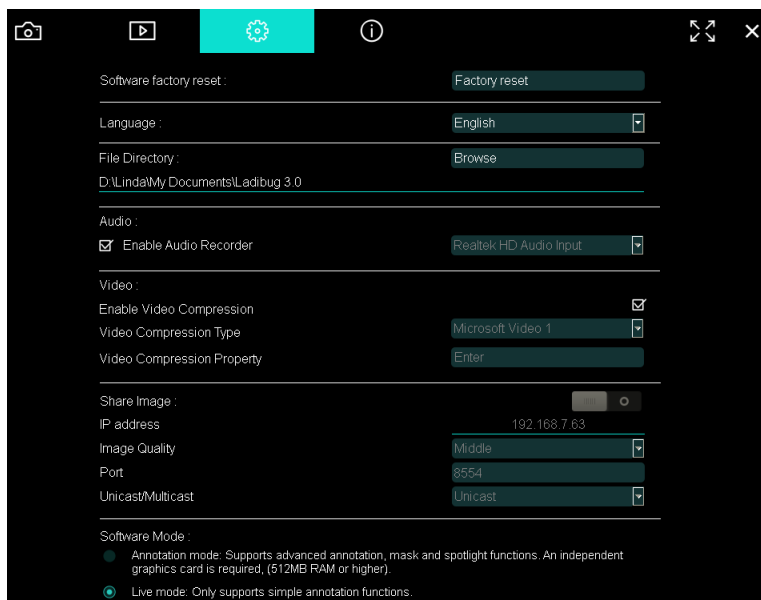 Software factory reset :
Factory reset
Language :
English
File Directory :
Browse
D:\Linda\My Documents\Ladibug 3.0
Audio :
Enable Audio Recorder
Realtek HD Audio Input
Video :
Enable Video Compression
Video Compression Type
Microsoft Video 1
Video Compression Property
Enter
Share Image :
IP address
192.168.7.63
Image Quality
Middle
Port
8554
Unicast/Multicast
Unicast
Software Mode :
Annotation mode: Supports advanced annotation, mask and spotlight functions. An independent
graphics card is required, (512MB RAM or higher).
Live mode: Only supports simple annotation functions.